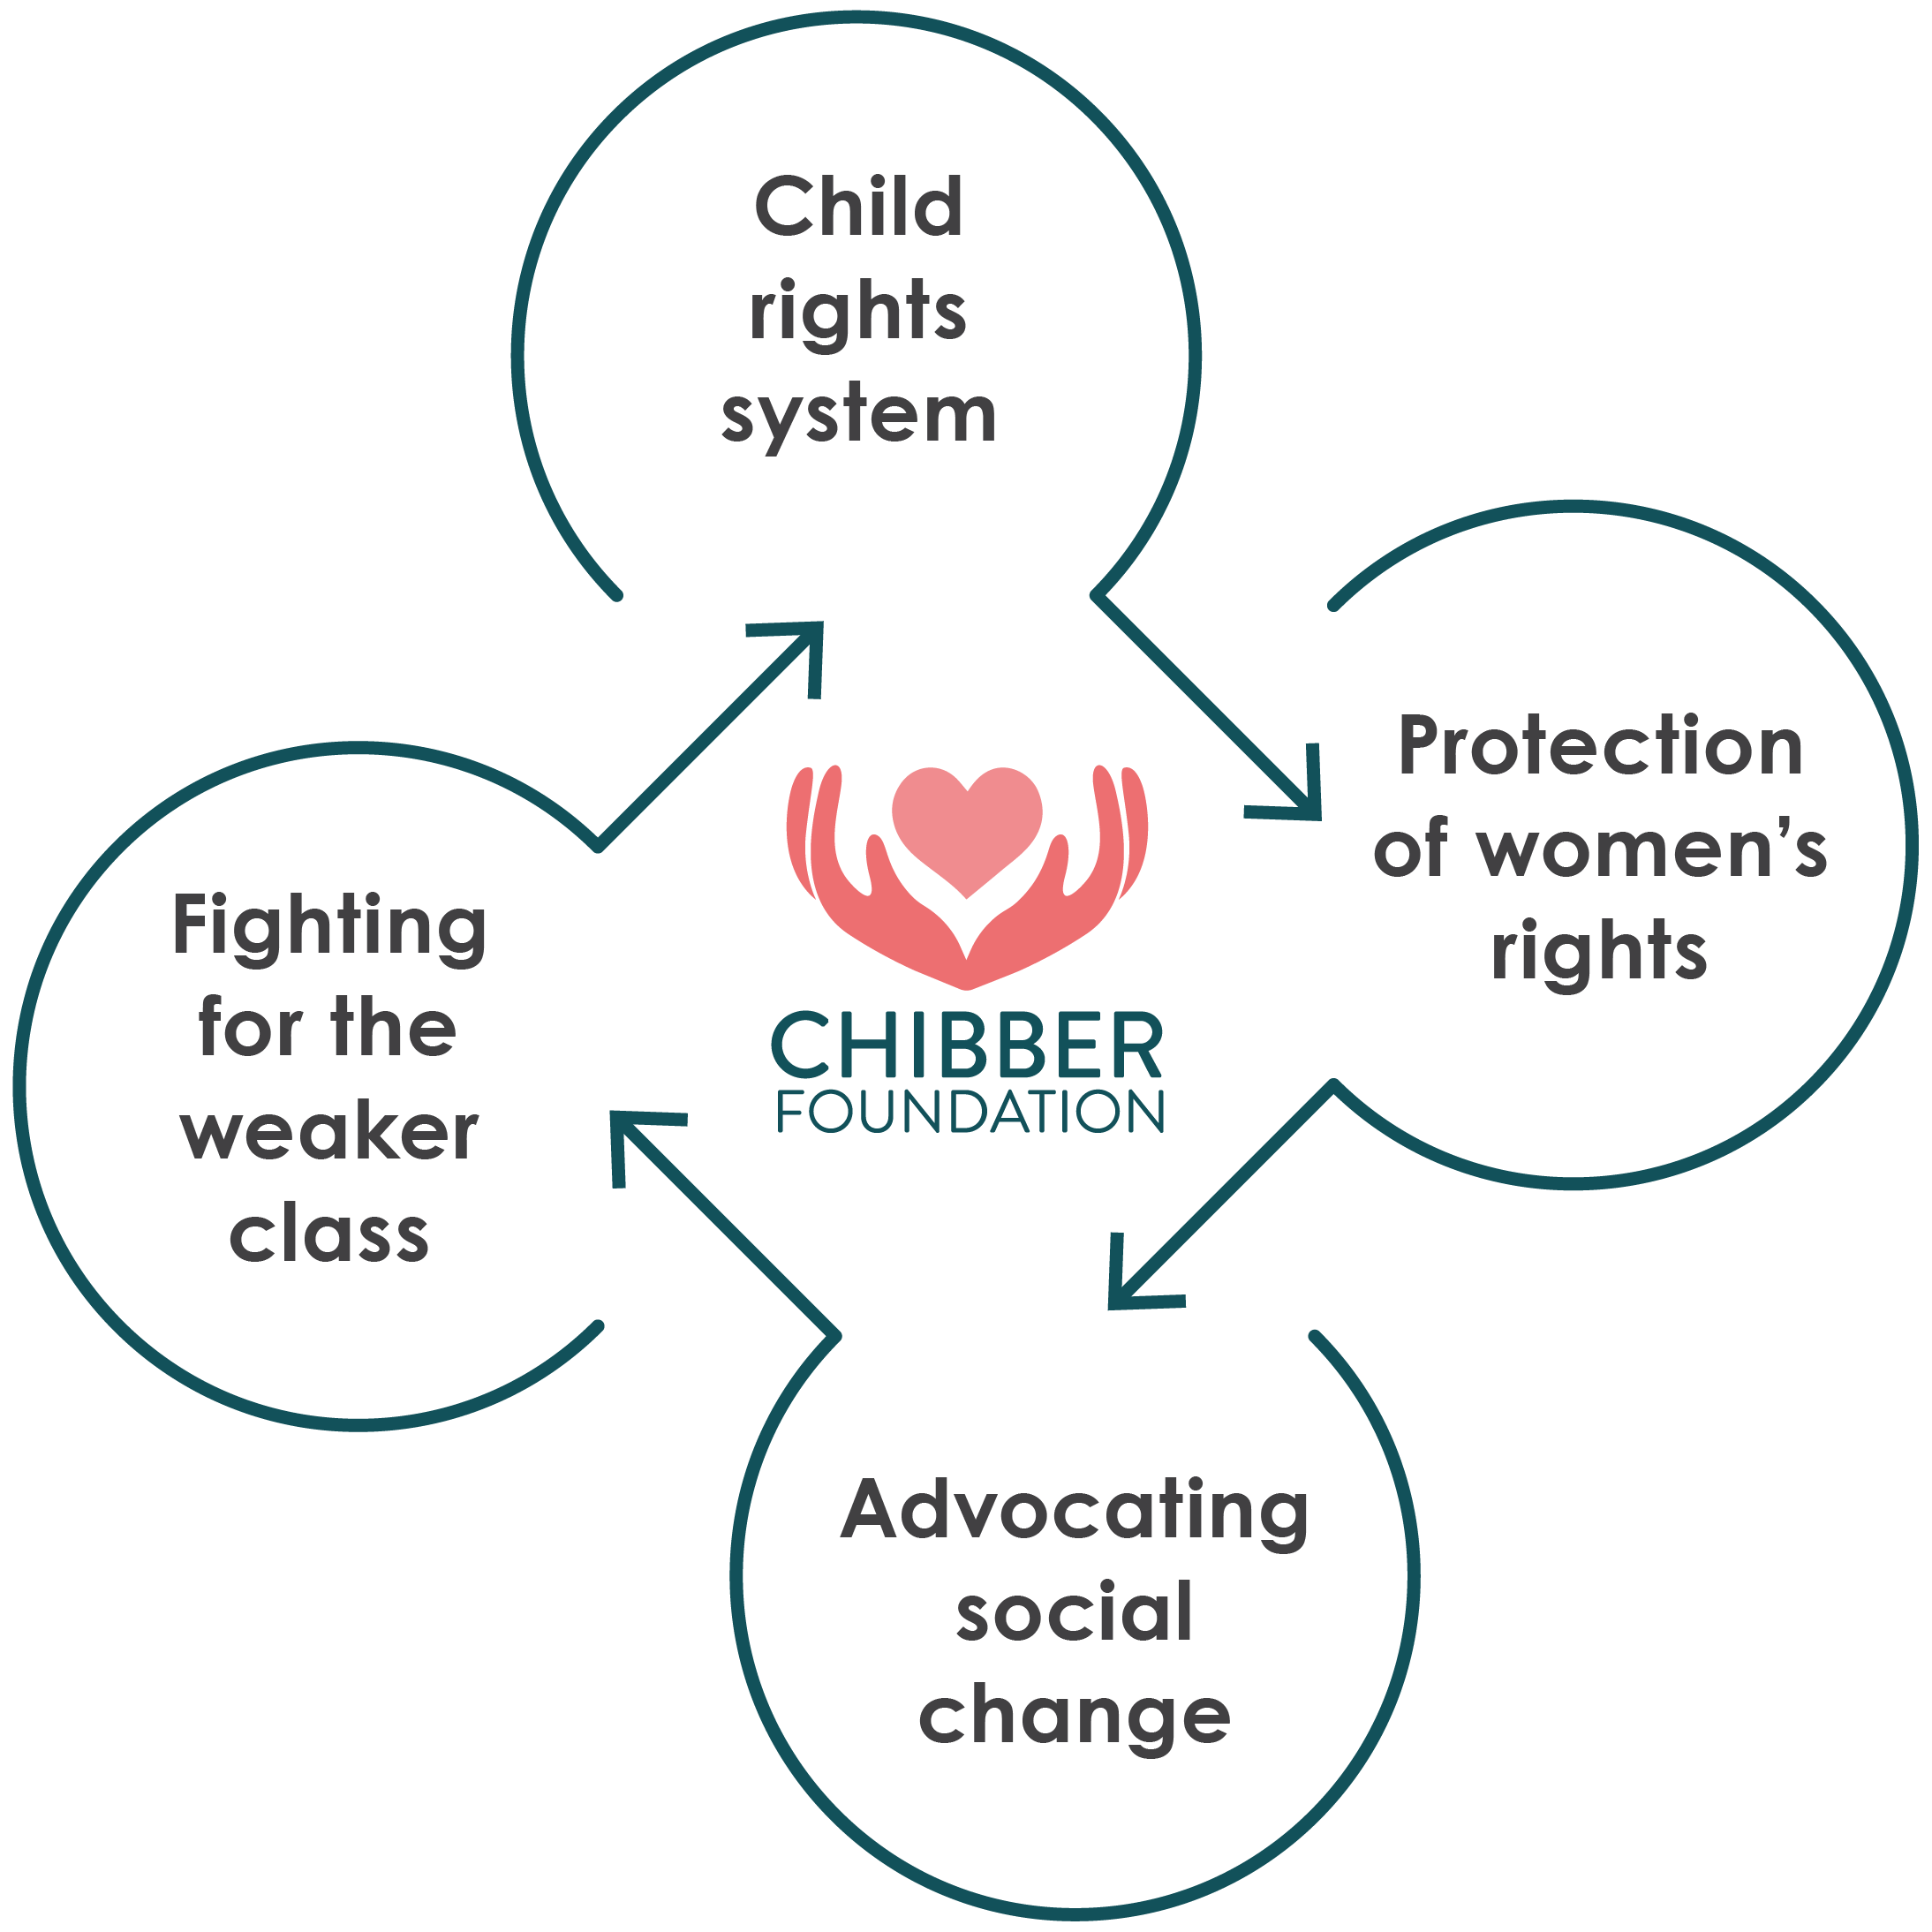 Child
rights
system
Protection
of women’s
rights
Fighting
for the
weaker
class
CHIBBER
FOUNDATION
Advocating
social
change